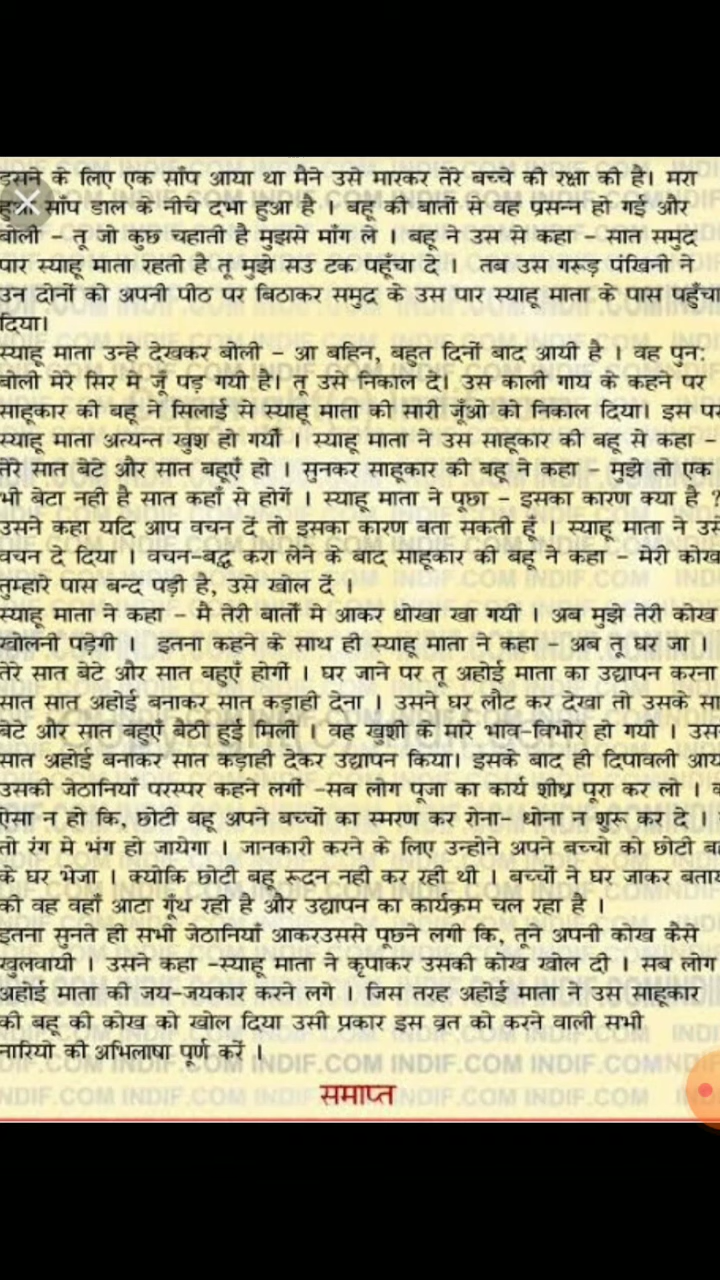 डसने के लिए एक साँप आया था मैने उसे मारकर तेरे बच्चे की रक्षा की है। मरा
हुआ साँप डाल के नीचे दभा हुआ है । बहू की बातों से वह प्रसन्न हो गई और
बोली - तू जो कुछ चहाती है मुझसे माँग ले । बहू ने उस से कहा - सात समुद्र
पार स्याहू माता रहती है तू मुझे सउ टक पहूँचा दे । तब उस गरूड़ पंखिनी ने
उन दोनों को अपनी पीठ पर बिठाकर समुद्र के उस पार स्याहू माता के पास पहुँचा
दिया।
स्याहू माता उन्हे देखकर बोली - आ बहिन, बहुत दिनों बाद आयी है । वह पुन:
बोली मेरे सिर मे जूँ पड़ गयी है। तू उसे निकाल दे। उस काली गाय के कहने पर
साहूकार की बहू ने सिलाई से स्याहू माता की सारी जूँओ को निकाल दिया। इस पर
स्याहू माता अत्यन्त खुश हो गयीं । स्याहू माता ने उस साहूकार की बहू से कहा -
तेरे सात बेटे और सात बहूएँ हो । सुनकर साहूकार की बहू ने कहा - मुझे तो एक
भी बेटा नही है सात कहाँ से होगें । स्याहू माता ने पूछा - इसका कारण क्या है ?
उसने कहा यदि आप वचन दें तो इसका कारण बता सकती हूँ । स्याहू माता ने उसे
वचन दे दिया । वचन-बद्ध करा लेने के बाद साहूकार की बहू ने कहा - मेरी कोख
तुम्हारे पास बन्द पड़ी है, उसे खोल दें ।
स्याहू माता ने कहा - मै तेरी बातों मे आकर धोखा खा गयी । अब मुझे तेरी कोख
खोलनी पड़ेगी । इतना कहने के साथ ही स्याहू माता ने कहा - अब तू घर जा ।
तेरे सात बेटे और सात बहुएँ होगीं । घर जाने पर तू अहोई माता का उद्यापन करना
सात सात अहोई बनाकर सात कड़ाही देना । उसने घर लौट कर देखा तो उसके सा
बेटे और सात बहुएँ बैठी हुई मिलीं । वह खुशी के मारे भाव-विभोर हो गयी । उस
सात अहोई बनाकर सात कड़ाही देकर उद्यापन किया। इसके बाद ही दिपावली आय
उसकी जेठानियाँ परस्पर कहने लगीं -सब लोग पूजा का कार्य शीध्र पूरा कर लो ।
ऐसा न हो कि, छोटी बहू अपने बच्चों का स्मरण कर रोना- धोना न शुरू कर दे ।
तो रंग मे भंग हो जायेगा । जानकारी करने के लिए उन्होने अपने बच्चो को छोटी ब
के घर भेजा । क्योकि छोटी बहू रूदन नही कर रही थी । बच्चों ने घर जाकर बताय
की वह वहाँ आटा गूँथ रही है और उद्यापन का कार्यक्रम चल रहा है ।
इतना सुनते ही सभी जेठानियाँ आकरउससे पूछने लगी कि, तूने अपनी कोख कैसे
खुलवायी । उसने कहा -स्याहू माता ने कृपाकर उसकी कोख खोल दी । सब लोग
अहोई माता की जय-जयकार करने लगे । जिस तरह अहोई माता ने उस साहूकार
की बहू की कोख को खोल दिया उसी प्रकार इस व्रत को करने वाली सभी
नारियो की अभिलाषा पूर्ण करें ।
INDIF.COM INDIF.COM INDIF.COM INDIF.COM
समाप्त